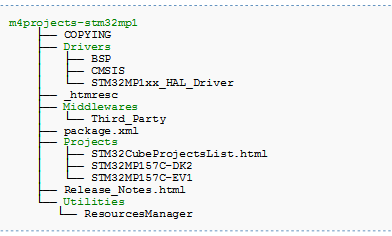 m4projects-stm32mp1
├── COPYING
├── Drivers
│   ├── BSP
│   ├── CMSIS
│   └── STM32MP1xx_HAL_Driver
├── _htmresc
├── Middlewares
│   └── Third_Party
├── package.xml
├── Projects
│   ├── STM32CubeProjectsList.html
│   ├── STM32MP157C-DK2
│   └── STM32MP157C-EV1
├── Release_Notes.html
└── Utilities
    └── ResourcesManager